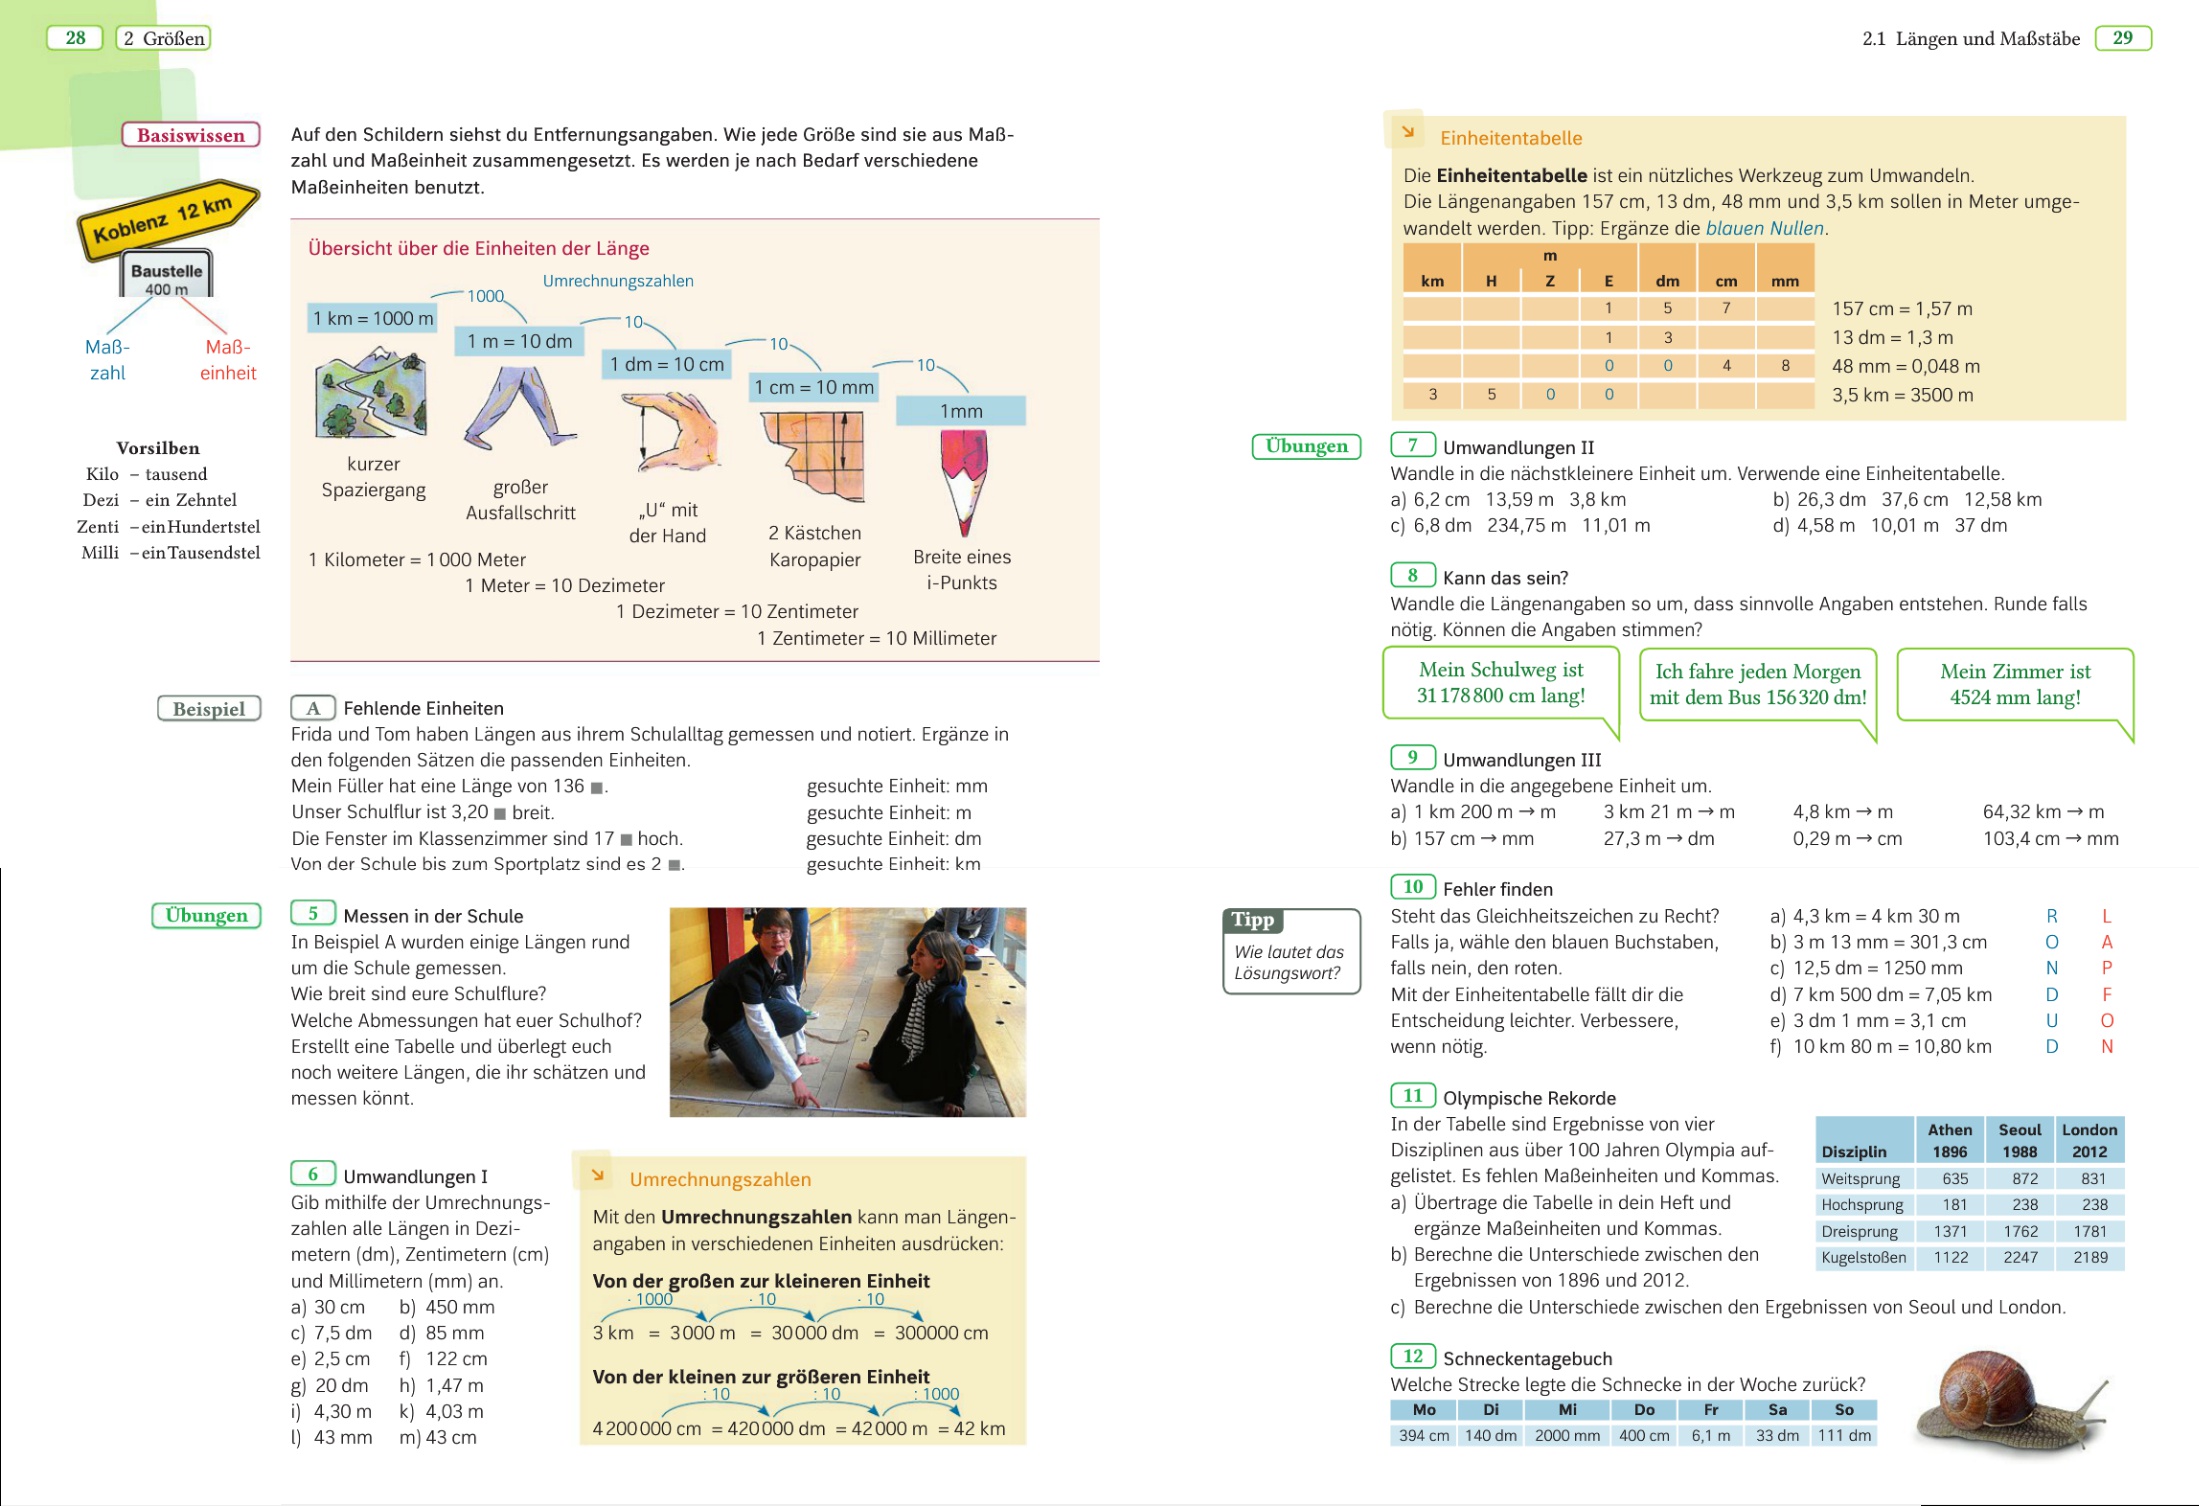 28 2 Größen
Basiswissen
Auf den Schildern siehst du Entfernungsangaben. Wie jede Größe sind sie aus Maß-
zahl und Maßeinheit zusammengesetzt. Es werden je nach Bedarf verschiedene
Maßeinheiten benutzt.
Koblenz 12 km
Baustelle
400 m
Maß-
zahl
Maß-
einheit
Vorsilben
Kilo – tausend
Dezi – ein Zehntel
Zenti – ein Hundertstel
Milli – ein Tausendstel
Übersicht über die Einheiten der Länge
Umrechnungszahlen
1000 10 10 10
1 km = 1000 m
1 m = 10 dm
1 dm = 10 cm
1 cm = 10 mm
1mm
kurzer
Spaziergang
großer
Ausfallschritt
„U“ mit
der Hand
2 Kästchen
Karopapier
Breite eines
i-Punkts
1 Kilometer = 1 000 Meter
1 Meter = 10 Dezimeter
1 Dezimeter = 10 Zentimeter
1 Zentimeter = 10 Millimeter
Beispiel
A Fehlende Einheiten
Frida und Tom haben Längen aus ihrem Schulalltag gemessen und notiert. Ergänze in
den folgenden Sätzen die passenden Einheiten.
Mein Füller hat eine Länge von 136 ■. gesuchte Einheit: mm
Unser Schulflur ist 3,20 ■ breit. gesuchte Einheit: m
Die Fenster im Klassenzimmer sind 17 ■ hoch. gesuchte Einheit: dm
Von der Schule bis zum Sportplatz sind es 2 ■. gesuchte Einheit: km
Übungen
5 Messen in der Schule
In Beispiel A wurden einige Längen rund
um die Schule gemessen.
Wie breit sind eure Schulflure?
Welche Abmessungen hat euer Schulhof?
Erstellt eine Tabelle und überlegt euch
noch weitere Längen, die ihr schätzen und
messen könnt.
6 Umwandlungen I
Gib mithilfe der Umrechnungs-
zahlen alle Längen in Dezi-
metern (dm), Zentimetern (cm)
und Millimetern (mm) an.
a) 30 cm b) 450 mm
c) 7,5 dm d) 85 mm
e) 2,5 cm f) 122 cm
g) 20 dm h) 1,47 m
i) 4,30 m k) 4,03 m
l) 43 mm m) 43 cm
Umrechnungszahlen
Mit den Umrechnungszahlen kann man Längen-
angaben in verschiedenen Einheiten ausdrücken:
Von der großen zur kleineren Einheit
· 1000 · 10 · 10
3 km = 3 000 m = 30 000 dm = 300000 cm
Von der kleinen zur größeren Einheit
: 10 : 10 : 1000
4 200 000 cm = 420 000 dm = 42 000 m = 42 km
2.1 Längen und Maßstäbe 29
Einheitentabelle
Die Einheitentabelle ist ein nützliches Werkzeug zum Umwandeln.
Die Längenangaben 157 cm, 13 dm, 48 mm und 3,5 km sollen in Meter umge-
wandelt werden. Tipp: Ergänze die blauen Nullen.
m
km H Z E dm cm mm
1 5 7 157 cm = 1,57 m
1 3 13 dm = 1,3 m
0 0 4 8 48 mm = 0,048 m
3 5 0 0 3,5 km = 3500 m
Übungen
7 Umwandlungen II
Wandle in die nächstkleinere Einheit um. Verwende eine Einheitentabelle.
a) 6,2 cm 13,59 m 3,8 km b) 26,3 dm 37,6 cm 12,58 km
c) 6,8 dm 234,75 m 11,01 m d) 4,58 m 10,01 m 37 dm
8 Kann das sein?
Wandle die Längenangaben so um, dass sinnvolle Angaben entstehen. Runde falls
nötig. Können die Angaben stimmen?
Mein Schulweg ist
31 178 800 cm lang!
Ich fahre jeden Morgen
mit dem Bus 156 320 dm!
Mein Zimmer ist
4524 mm lang!
9 Umwandlungen III
Wandle in die angegebene Einheit um.
a) 1 km 200 m → m 3 km 21 m → m 4,8 km → m 64,32 km → m
b) 157 cm → mm 27,3 m → dm 0,29 m → cm 103,4 cm → mm
Tipp
Wie lautet das
Lösungswort?
10 Fehler finden
Steht das Gleichheitszeichen zu Recht?
Falls ja, wähle den blauen Buchstaben,
falls nein, den roten.
Mit der Einheitentabelle fällt dir die
Entscheidung leichter. Verbessere,
wenn nötig.
a) 4,3 km = 4 km 30 m R L
b) 3 m 13 mm = 301,3 cm O A
c) 12,5 dm = 1250 mm N P
d) 7 km 500 dm = 7,05 km D F
e) 3 dm 1 mm = 3,1 cm U O
f) 10 km 80 m = 10,80 km D N
11 Olympische Rekorde
In der Tabelle sind Ergebnisse von vier
Disziplinen aus über 100 Jahren Olympia auf-
gelistet. Es fehlen Maßeinheiten und Kommas.
a) Übertrage die Tabelle in dein Heft und
ergänze Maßeinheiten und Kommas.
b) Berechne die Unterschiede zwischen den
Ergebnissen von 1896 und 2012.
c) Berechne die Unterschiede zwischen den Ergebnissen von Seoul und London.
Athen Seoul London
Disziplin 1896 1988 2012
Weitsprung 635 872 831
Hochsprung 181 238 238
Dreisprung 1371 1762 1781
Kugelstoßen 1122 2247 2189
12 Schneckentagebuch
Welche Strecke legte die Schnecke in der Woche zurück?
Mo Di Mi Do Fr Sa So
394 cm 140 dm 2000 mm 400 cm 6,1 m 33 dm 111 dm